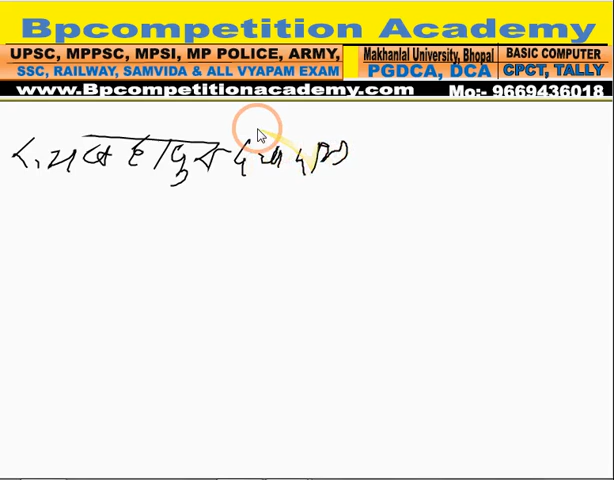 Bpcompetition Academy
UPSC, MPPSC, MPSI, MP POLICE, ARMY,
SSC, RAILWAY, SAMVIDA & ALL VYAPAM EXAM
Makhanlal University, Bhopal
PGDCA, DCA
BASIC COMPUTER
CPCT, TALLY
www.Bpcompetitionacademy.com Mo:- 9669436018